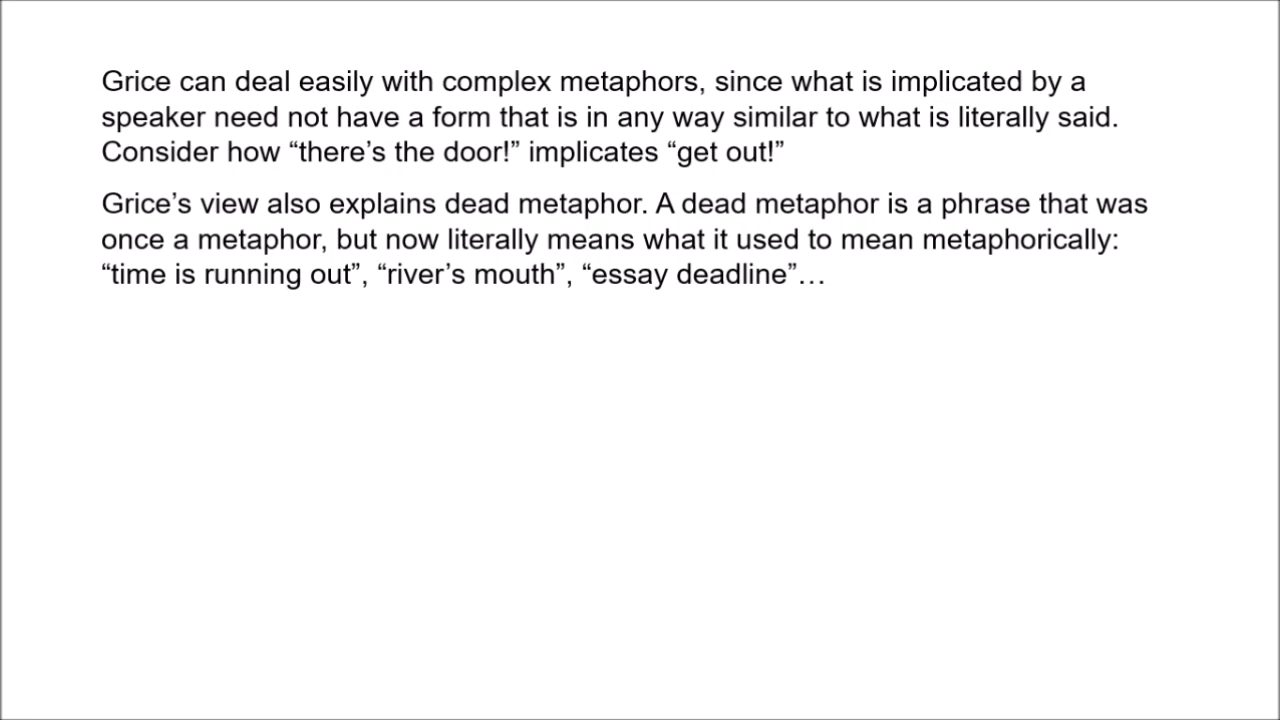 Grice can deal easily with complex metaphors, since what is implicated by a
speaker need not have a form that is in any way similar to what is literally said.
Consider how “there’s the door!” implicates “get out!”
Grice’s view also explains dead metaphor. A dead metaphor is a phrase that was
once a metaphor, but now literally means what it used to mean metaphorically:
“time is running out”, “river’s mouth”, “essay deadline”…